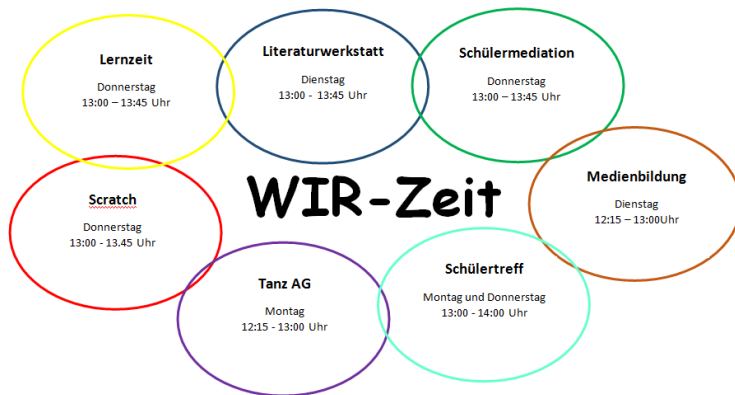 Lernzeit
Donnerstag
13:00 – 13:45 Uhr
Literaturwerkstatt
Dienstag
13:00 - 13:45 Uhr
Schülermediation
Donnerstag
13:00 – 13:45 Uhr
Scratch
Donnerstag
13:00 - 13.45 Uhr
WIR-Zeit
Medienbildung
Dienstag
12:15 – 13:00Uhr
Tanz AG
Montag
12:15 - 13:00 Uhr
Schülertreff
Montag und Donnerstag
13:00 - 14:00 Uhr